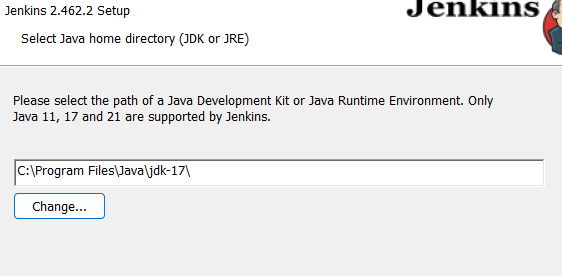 Jenkins 2.462.2 Setup
Jenkins
Select Java home directory (JDK or JRE)
Please select the path of a Java Development Kit or Java Runtime Environment. Only
Java 11, 17 and 21 are supported by Jenkins.
C:\Program Files\Java\jdk-17\
Change...